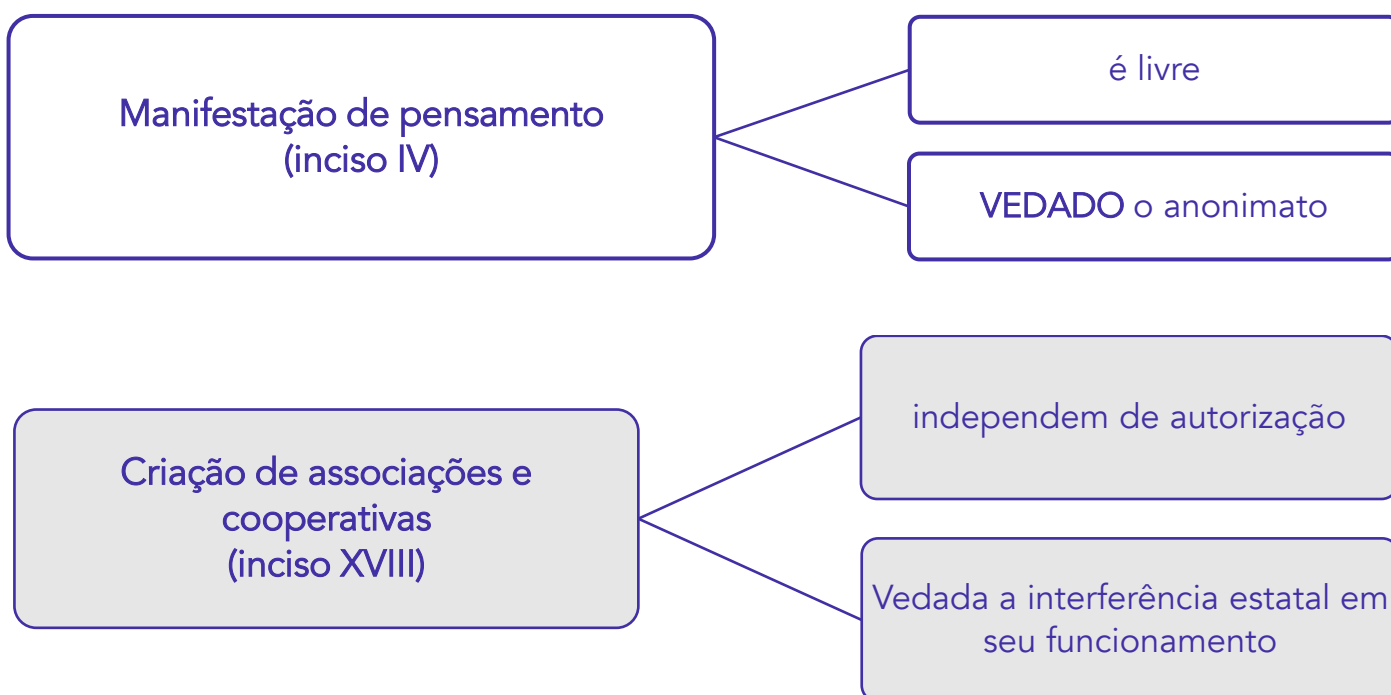 Manifestação de pensamento
(inciso IV)
é livre
VEDADO o anonimato
Criação de associações e
cooperativas
(inciso XVIII)
independem de autorização
Vedada a interferência estatal em
seu funcionamento